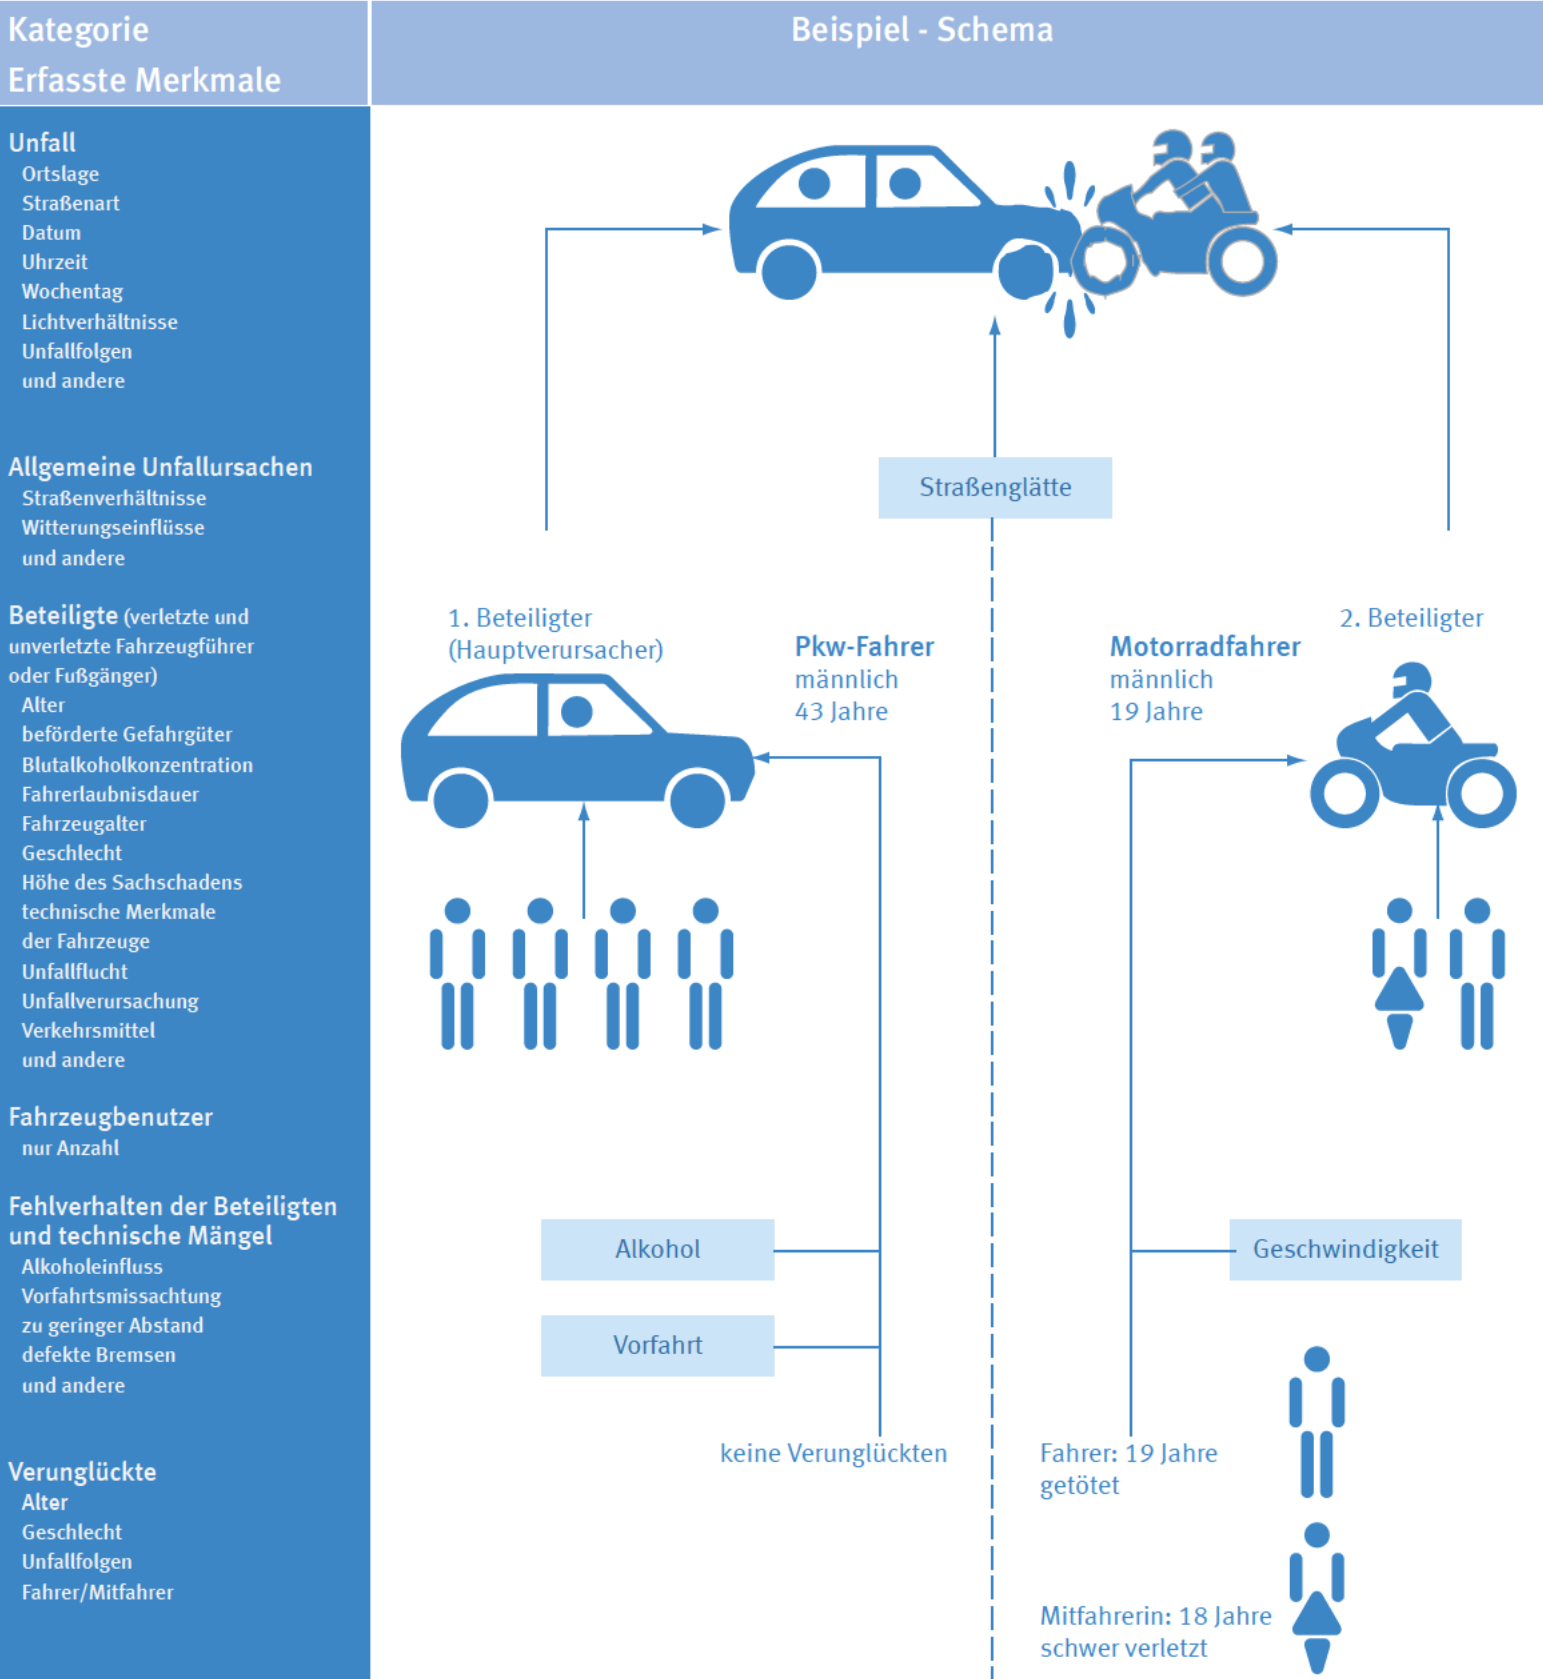 Kategorie
Erfasste Merkmale
Beispiel - Schema
Unfall
Ortslage
Straßenart
Datum
Uhrzeit
Wochentag
Lichtverhältnisse
Unfallfolgen
und andere
Allgemeine Unfallursachen
Straßenverhältnisse
Witterungseinflüsse
und andere
Beteiligte (verletzte und
unverletzte Fahrzeugführer
oder Fußgänger)
Alter
beförderte Gefahrgüter
Blutalkoholkonzentration
Fahrerlaubnisdauer
Fahrzeugalter
Geschlecht
Höhe des Sachschadens
technische Merkmale
der Fahrzeuge
Unfallflucht
Unfallverursachung
Verkehrsmittel
und andere
Fahrzeugbenutzer
nur Anzahl
Fehlverhalten der Beteiligten
und technische Mängel
Alkoholeinfluss
Vorfahrtsmissachtung
zu geringer Abstand
defekte Bremsen
und andere
Verunglückte
Alter
Geschlecht
Unfallfolgen
Fahrer/Mitfahrer
Straßenglätte
1. Beteiligter
(Hauptverursacher)
Pkw-Fahrer
männlich
43 Jahre
Motorradfahrer
männlich
19 Jahre
2. Beteiligter
Alkohol
Vorfahrt
Geschwindigkeit
keine Verunglückten
Fahrer: 19 Jahre
getötet
Mitfahrerin: 18 Jahre
schwer verletzt